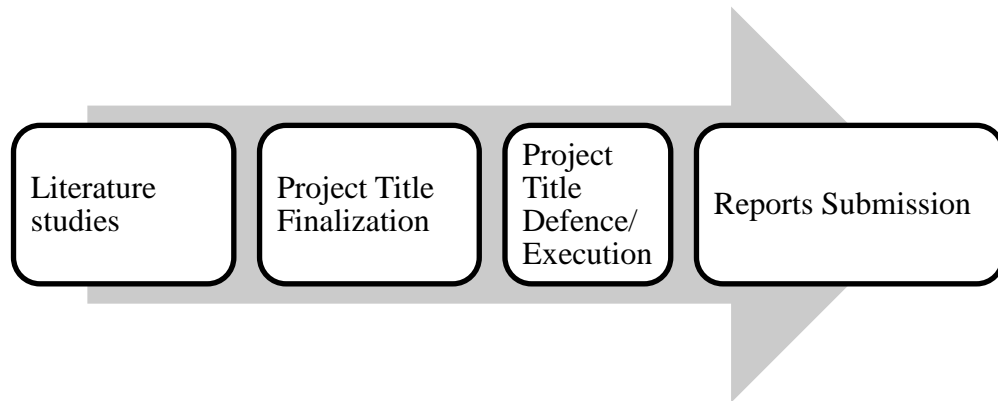 Literature
studies
Project Title
Finalization
Project
Title
Defence/
Execution
Reports Submission